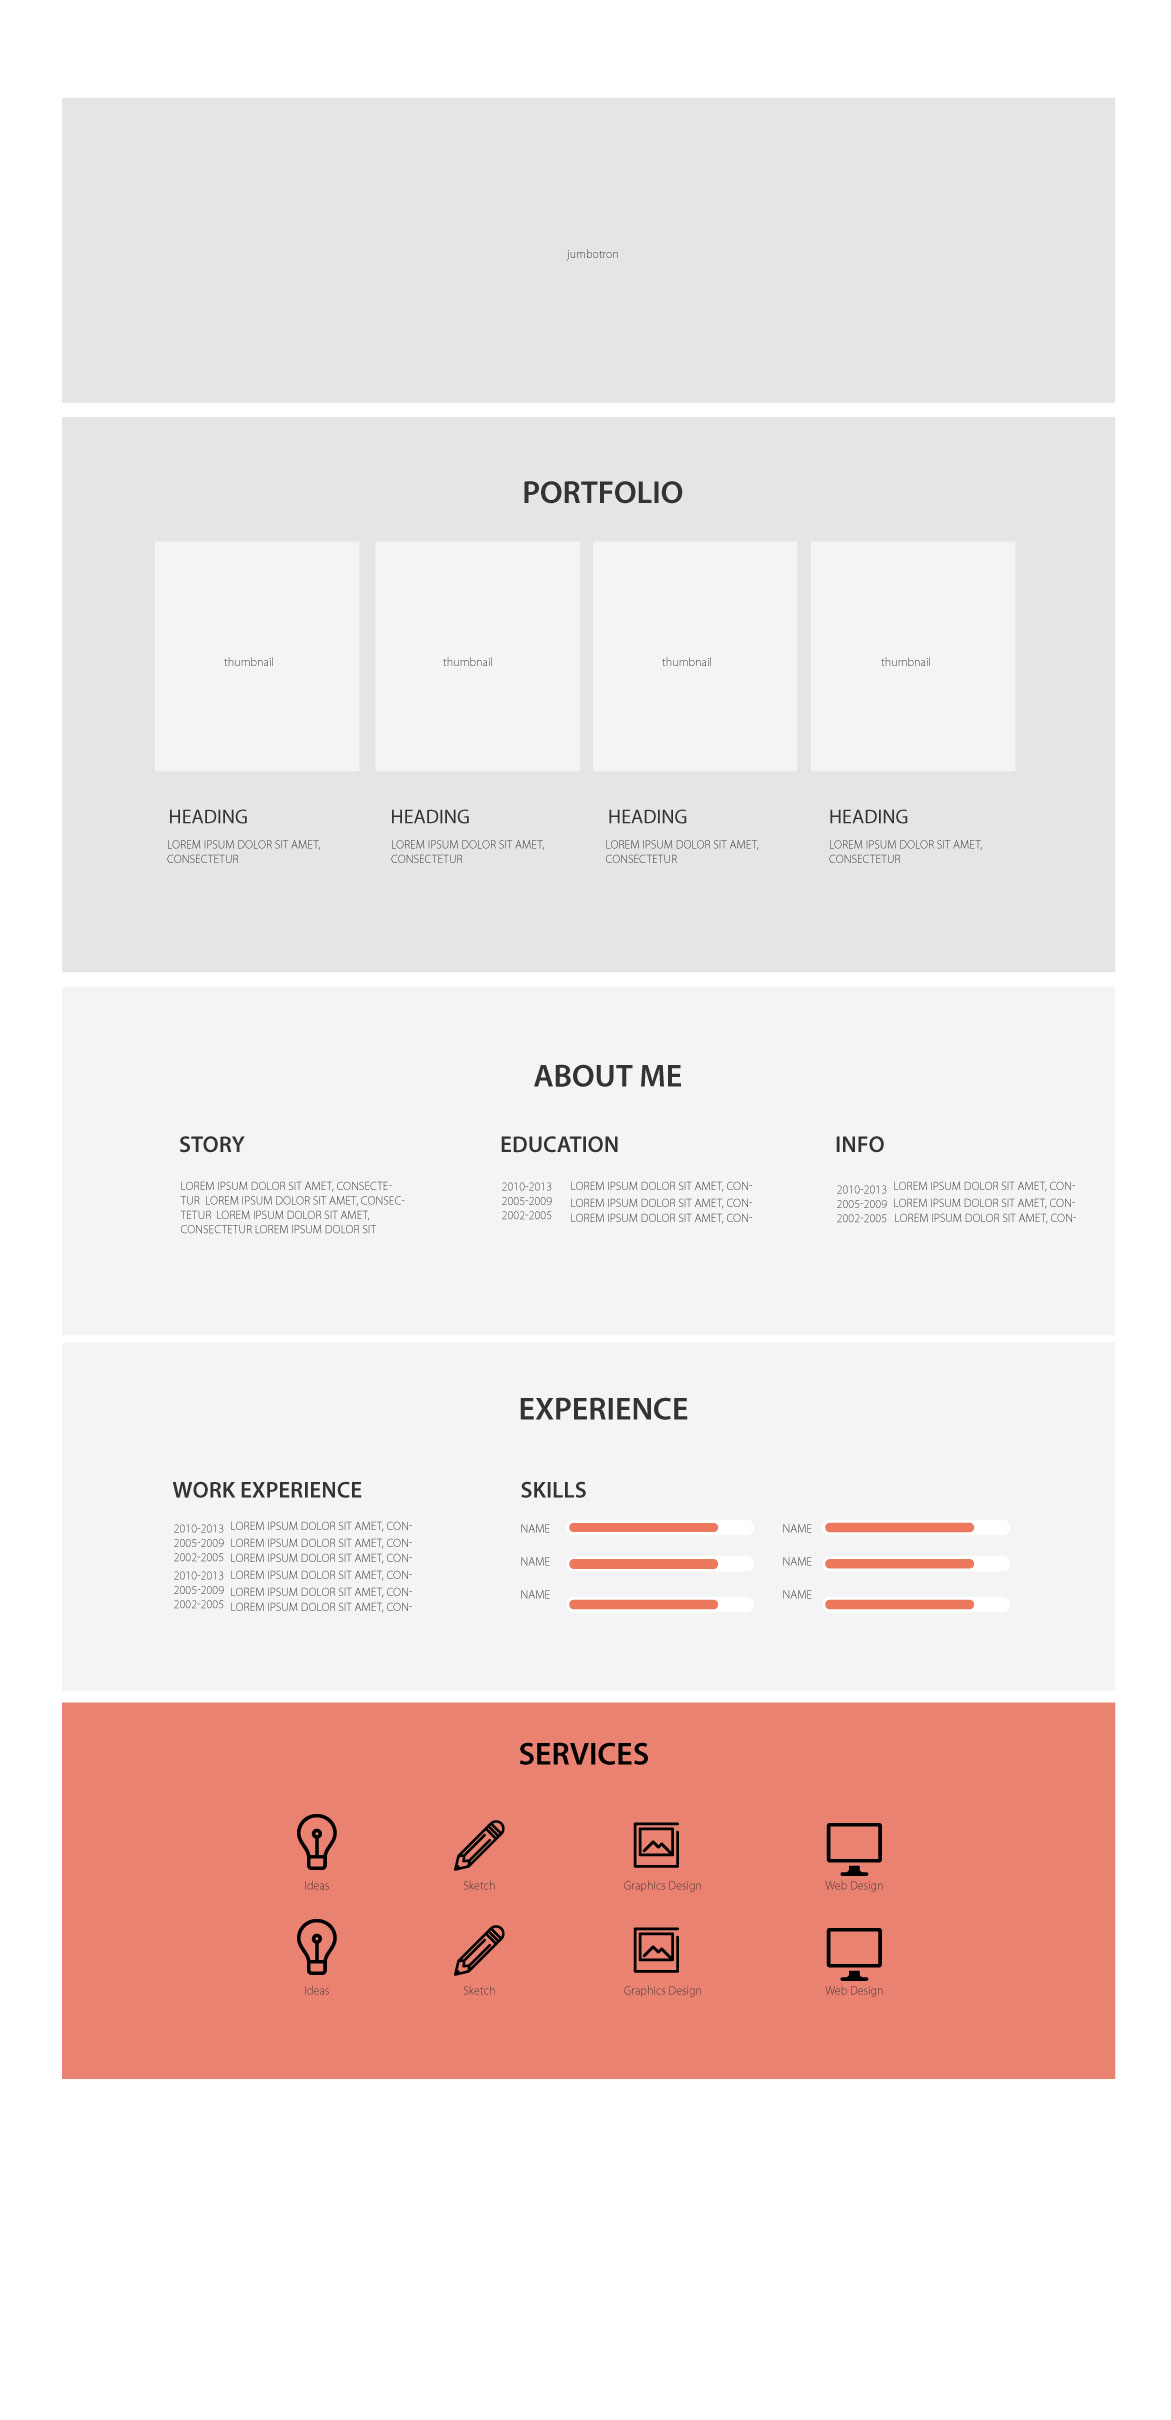 jumbotron
PORTFOLIO
thumbnail
thumbnail
thumbnail
thumbnail
HEADING
LOREM IPSUM DOLOR SIT AMET,
CONSECTETUR
HEADING
LOREM IPSUM DOLOR SIT AMET,
CONSECTETUR
HEADING
LOREM IPSUM DOLOR SIT AMET,
CONSECTETUR
HEADING
LOREM IPSUM DOLOR SIT AMET,
CONSECTETUR
ABOUT ME
STORY
LOREM IPSUM DOLOR SIT AMET, CONSECTE-
TUR  LOREM IPSUM DOLOR SIT AMET, CONSEC-
TETUR  LOREM IPSUM DOLOR SIT AMET,
CONSECTETUR LOREM IPSUM DOLOR SIT
EDUCATION
2010-2013 LOREM IPSUM DOLOR SIT AMET, CON-
2005-2009 LOREM IPSUM DOLOR SIT AMET, CON-
2002-2005 LOREM IPSUM DOLOR SIT AMET, CON-
INFO
2010-2013 LOREM IPSUM DOLOR SIT AMET, CON-
2005-2009 LOREM IPSUM DOLOR SIT AMET, CON-
2002-2005 LOREM IPSUM DOLOR SIT AMET, CON-
EXPERIENCE
WORK EXPERIENCE
2010-2013 LOREM IPSUM DOLOR SIT AMET, CON-
2005-2009 LOREM IPSUM DOLOR SIT AMET, CON-
2002-2005 LOREM IPSUM DOLOR SIT AMET, CON-
2010-2013 LOREM IPSUM DOLOR SIT AMET, CON-
2005-2009 LOREM IPSUM DOLOR SIT AMET, CON-
2002-2005 LOREM IPSUM DOLOR SIT AMET, CON-
SKILLS
NAME
NAME
NAME
NAME
NAME
NAME
SERVICES
Ideas
Sketch
Graphics Design
Web Design
Ideas
Sketch
Graphics Design
Web Design